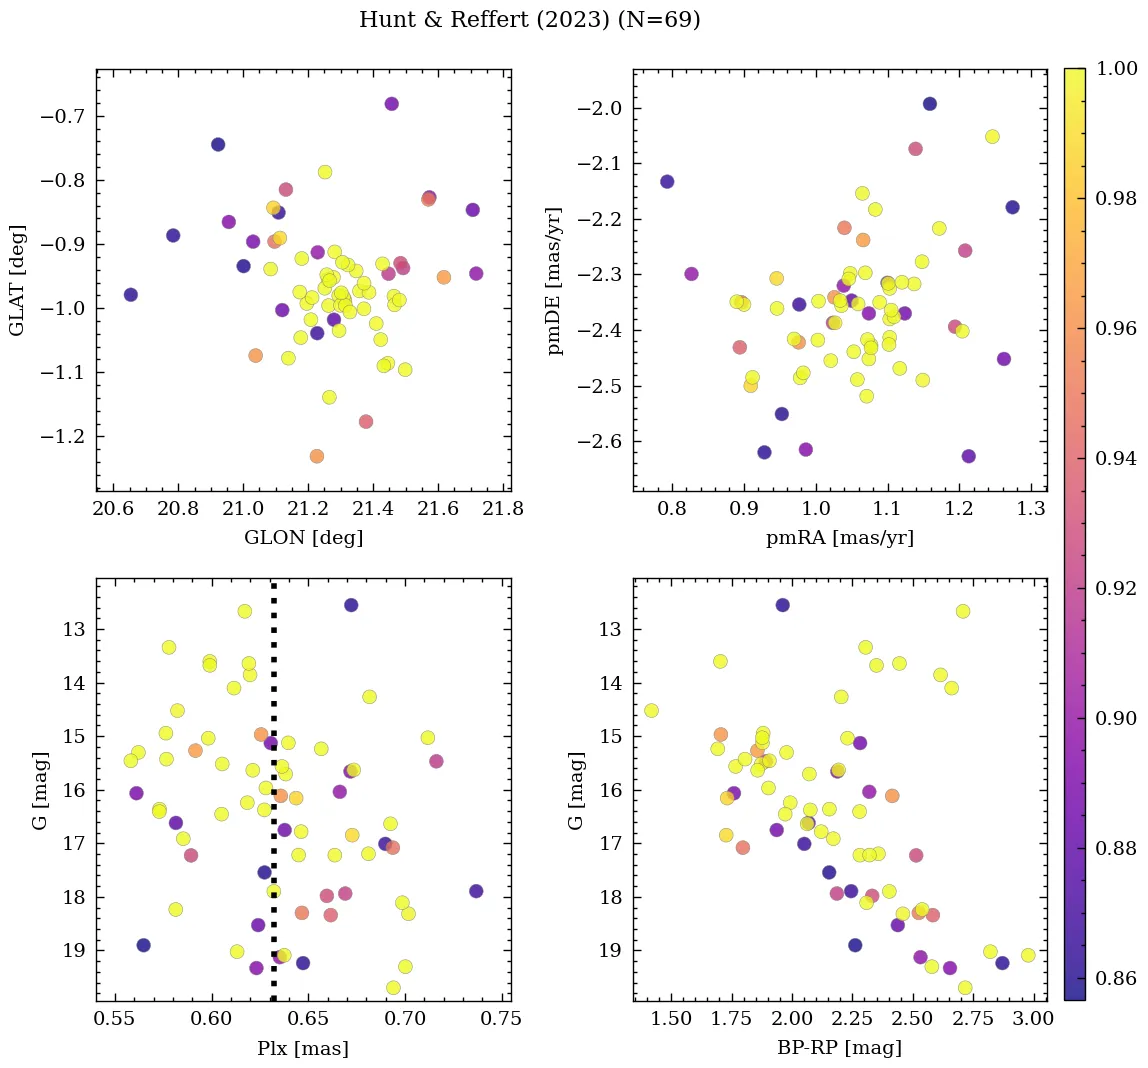 Hunt & Reffert (2023) (N=69)
−0.7
−0.8
−0.9
−1.0
−1.1
−1.2
GLAT [deg]
20.6 20.8 21.0 21.2 21.4 21.6 21.8
GLON [deg]
−2.0
−2.1
−2.2
−2.3
−2.4
−2.5
−2.6
pmDE [mas/yr]
0.8 0.9 1.0 1.1 1.2 1.3
pmRA [mas/yr]
13
14
15
16
17
18
19
G [mag]
0.55 0.60 0.65 0.70 0.75
Plx [mas]
13
14
15
16
17
18
19
G [mag]
1.50 1.75 2.00 2.25 2.50 2.75 3.00
BP-RP [mag]
1.00
0.98
0.96
0.94
0.92
0.90
0.88
0.86